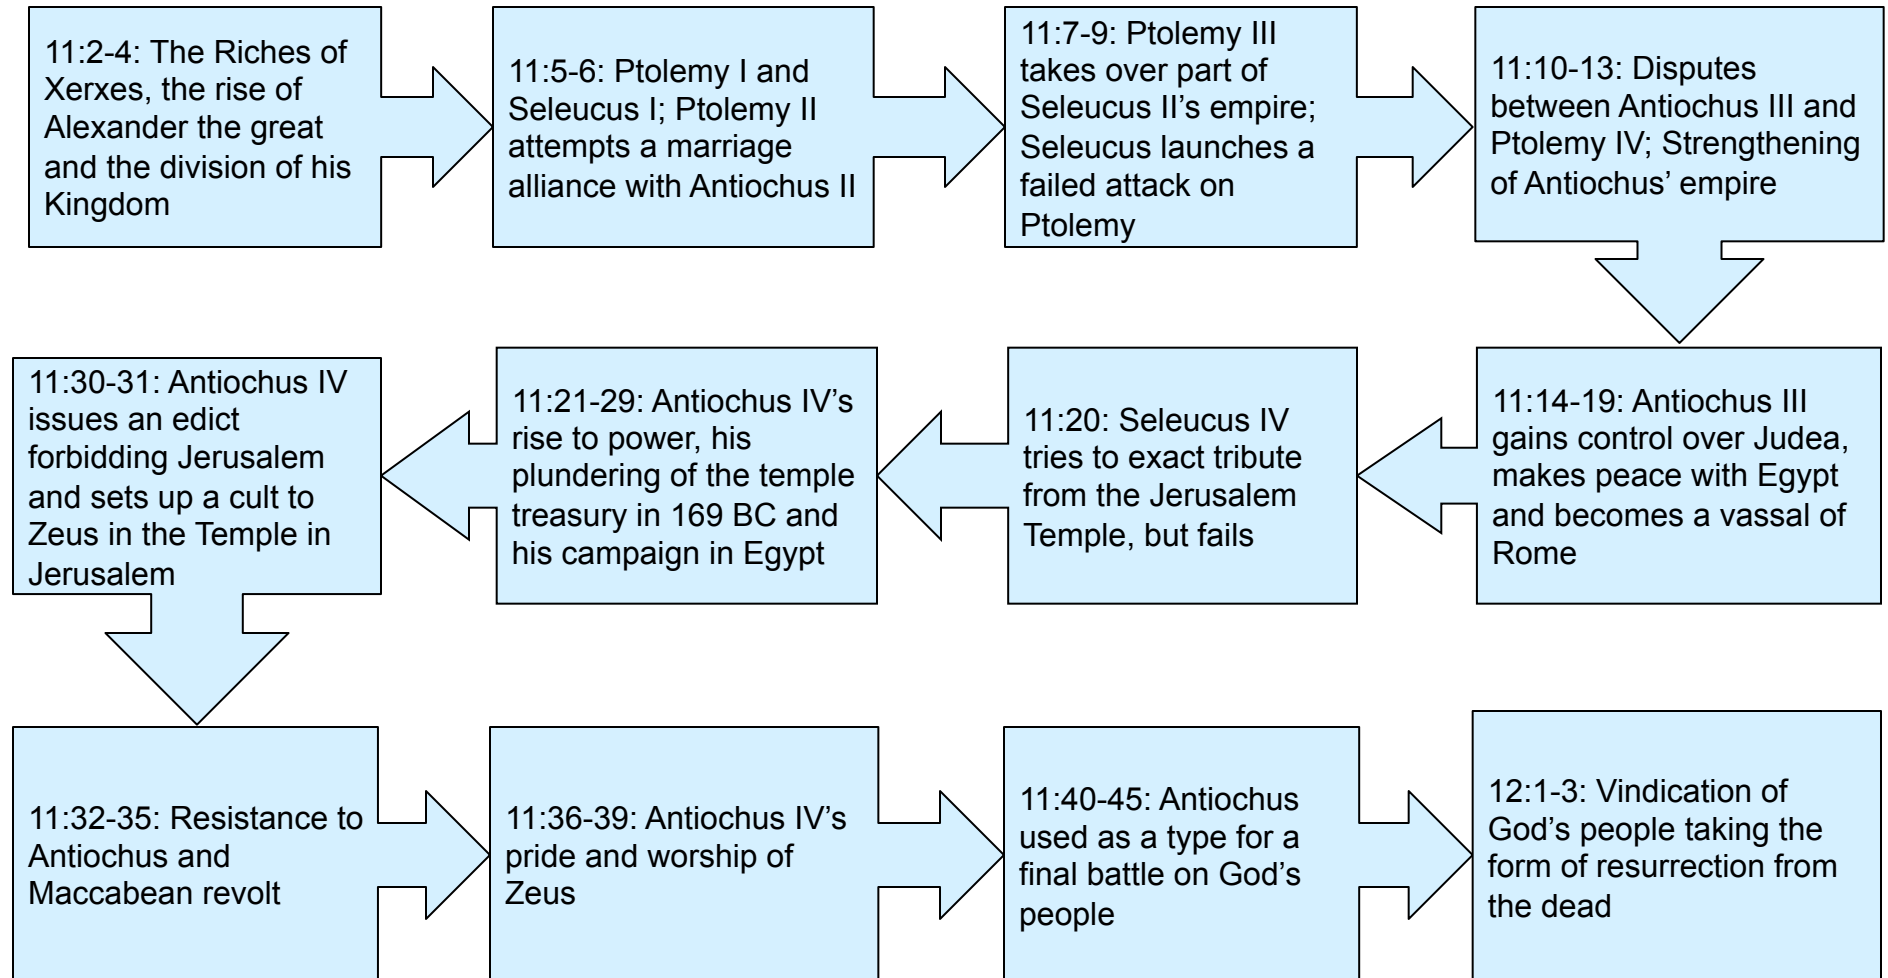 11:2-4: The Riches of
Xerxes, the rise of
Alexander the great
and the division of his
Kingdom
11:5-6: Ptolemy I and
Seleucus I; Ptolemy II
attempts a marriage
alliance with Antiochus II
11:7-9: Ptolemy III
takes over part of
Seleucus II’s empire;
Seleucus launches a
failed attack on
Ptolemy
11:10-13: Disputes
between Antiochus III and
Ptolemy IV; Strengthening
of Antiochus’ empire
11:14-19: Antiochus III
gains control over Judea,
makes peace with Egypt
and becomes a vassal of
Rome
11:20: Seleucus IV
tries to exact tribute
from the Jerusalem
Temple, but fails
11:21-29: Antiochus IV’s
rise to power, his
plundering of the temple
treasury in 169 BC and
his campaign in Egypt
11:30-31: Antiochus IV
issues an edict
forbidding Jerusalem
and sets up a cult to
Zeus in the Temple in
Jerusalem
11:32-35: Resistance to
Antiochus and
Maccabean revolt
11:36-39: Antiochus IV’s
pride and worship of
Zeus
11:40-45: Antiochus
used as a type for a
final battle on God’s
people
12:1-3: Vindication of
God’s people taking the
form of resurrection from
the dead